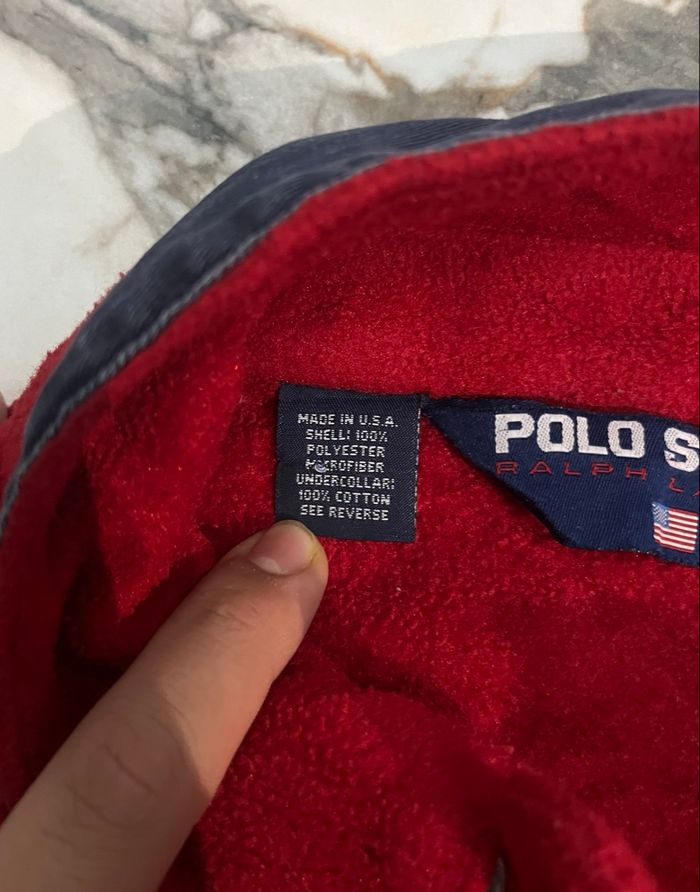 MADE IN U.S.A.
SHELL: 100%
POLYESTER
MICROFIBER
UNDERCOLLAR:
100% COTTON
SEE REVERSE
POLO S
RALPH L